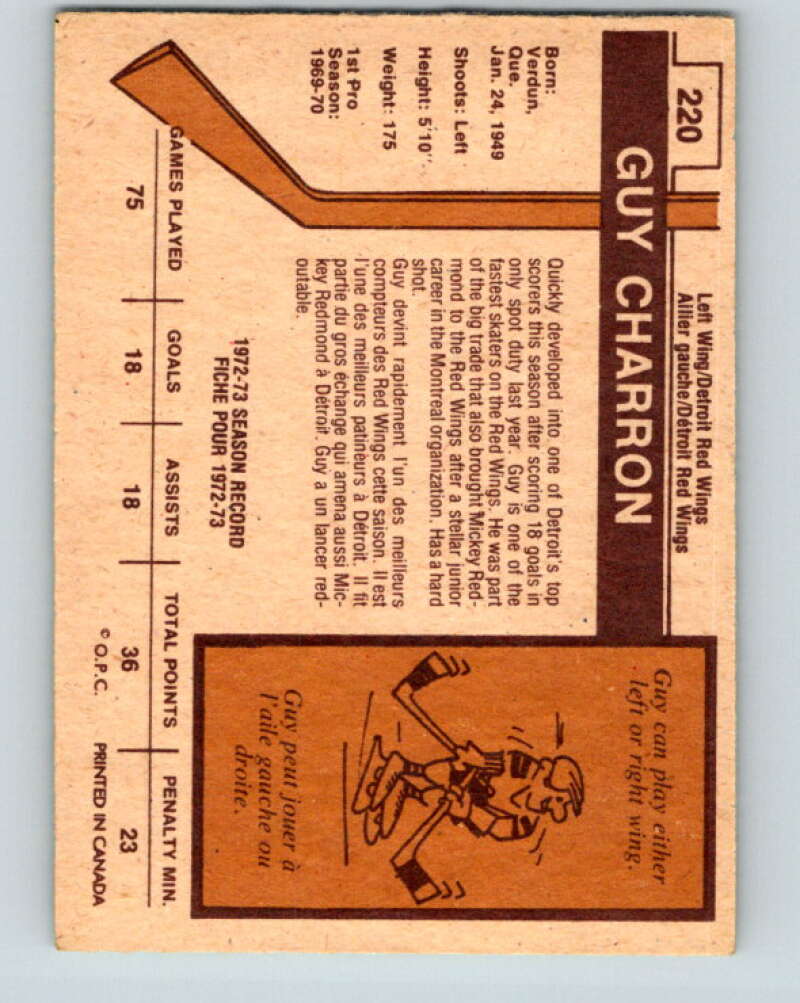 220
Left Wing/Detroit Red Wings
Ailier gauche/Détroit Red Wings
GUY CHARRON
Born:
Verdun,
Que.
Jan. 24, 1949
Shoots: Left
Height: 5'10".
Weight: 175
1st Pro
Season:
1969-70
Quickly developed into one of Detroit's top
scorers this season after scoring 18 goals in
only spot duty last year. Guy is one of the
fastest skaters on the Red Wings. He was part
of the big trade that also brought Mickey Red-
mond to the Red Wings after a stellar junior
career in the Montreal organization. Has a hard
shot.
Guy devint rapidement l'un des meilleurs
compteurs des Red Wings cette saison. Il est
l'une des meilleurs patineurs à Détroit. Il fit
partie du gros échange qui amena aussi Mic-
key Redmond à Détroit. Guy a un lancer red-
outable.
Guy can play either
left or right wing.
Guy peut jouer à
l'aile gauche ou
droite.
1972-73 SEASON RECORD
FICHE POUR 1972-73
GAMES PLAYED GOALS ASSISTS TOTAL POINTS PENALTY MIN.
75 18 18 36 23
© O.P.C. PRINTED IN CANADA